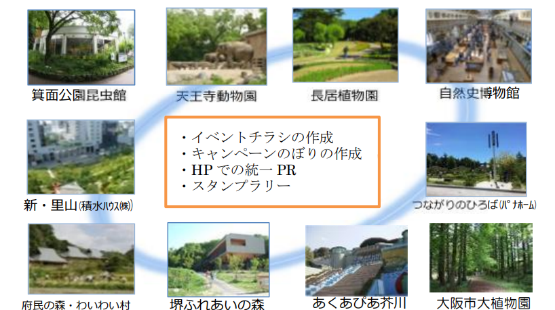 箕面公園昆虫館
天王寺動物園
長居植物園
自然史博物館
・イベントチラシの作成
・キャンペーンのぼりの作成
・HP での統一 PR
・スタンプラリー
新・里山(積水ﾊｳｽ㈱)
つながりのひろば(ﾊﾟﾅﾎｰﾑ)
府民の森・わいわい村
堺ふれあいの森
あくあぴあ芥川
大阪市大植物園